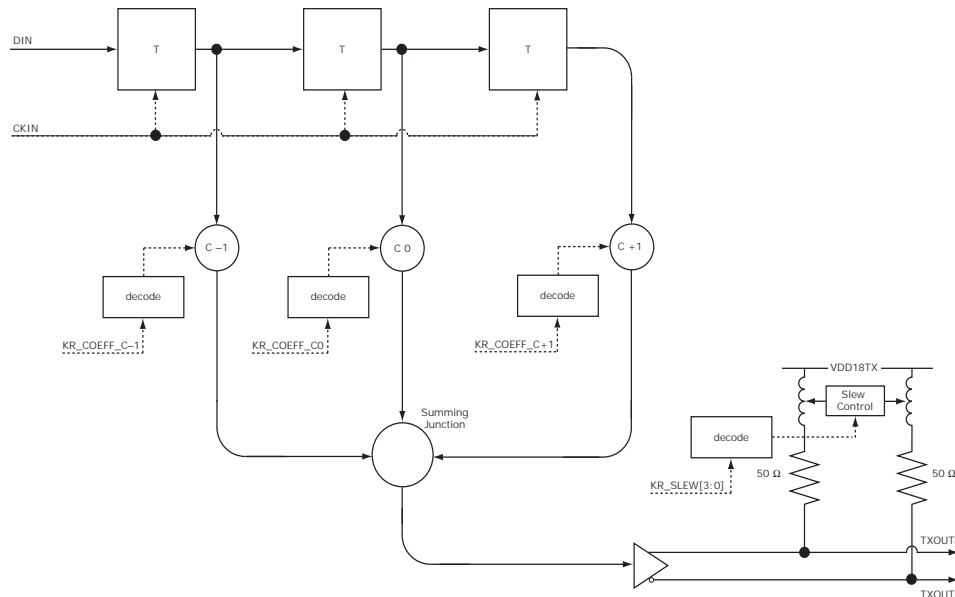 DIN
T
T
T
CKIN
C –1
C 0
C +1
decode
decode
decode
KR_COEFF_C–1
KR_COEFF_C0
KR_COEFF_C+1
VDD18TX
Slew
Control
Summing
Junction
decode
50 Ω
50 Ω
KR_SLEW[3:0]
TXOUT
TXOUT